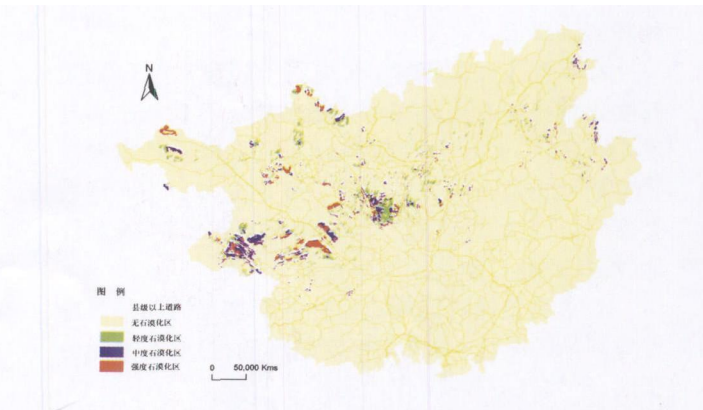 N
图 例
县级以上道路
无石漠化区
轻度石漠化区
中度石漠化区
强度石漠化区
0 50,000 Kms